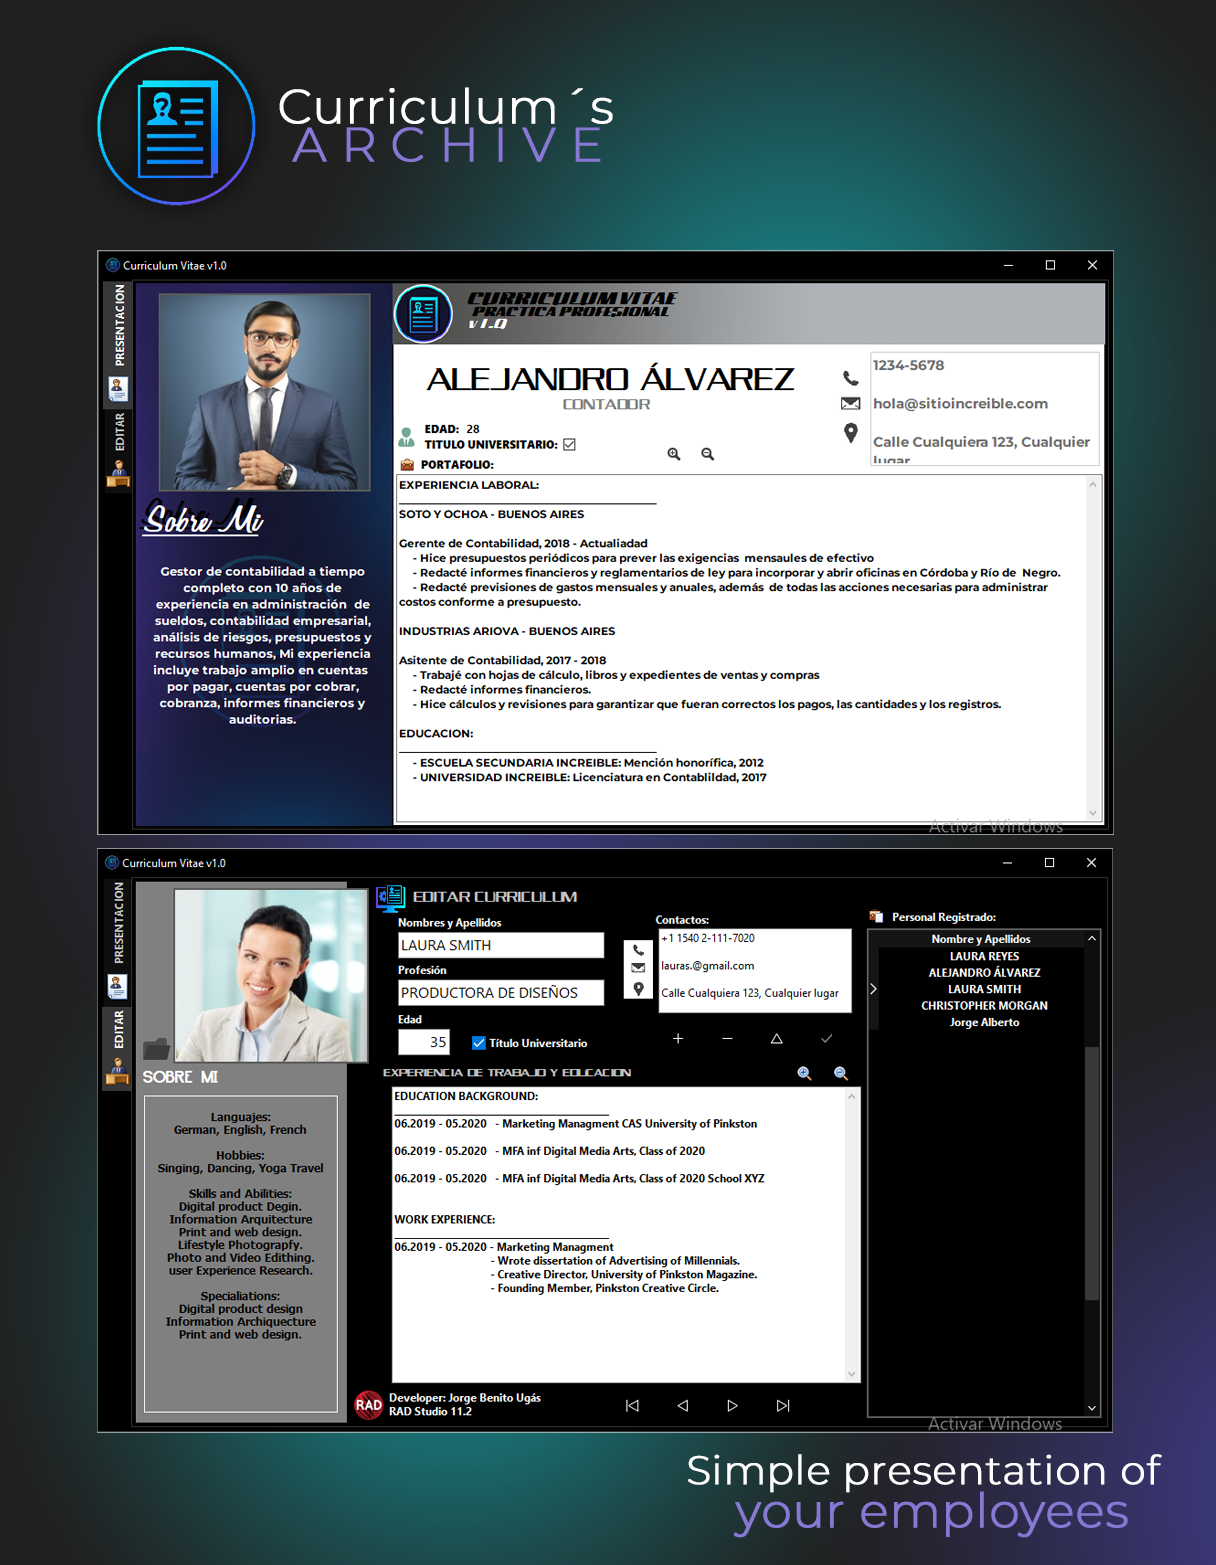 Curriculum´s
ARCHIVE
Curriculum Vitae v1.0
PRESENTACION
EDITAR
CURRICULUM VITAE
PRACTICA PROFESIONAL
v1.0
ALEJANDRO ÁLVAREZ
CONTADOR
1234-5678
hola@sitioincreible.com
Calle Cualquiera 123, Cualquier
lugar
EDAD: 28
TITULO UNIVERSITARIO:
PORTAFOLIO:
Sobre Mi
Gestor de contabilidad a tiempo
completo con 10 años de
experiencia en administración de
sueldos, contabilidad empresarial,
análisis de riesgos, presupuestos y
recursos humanos, Mi experiencia
incluye trabajo amplio en cuentas
por pagar, cuentas por cobrar,
cobranza, informes financieros y
auditorias.
EXPERIENCIA LABORAL:
SOTO Y OCHOA - BUENOS AIRES
Gerente de Contabilidad, 2018 - Actualiadad
- Hice presupuestos periódicos para prever las exigencias mensaules de efectivo
- Redacté informes financieros y reglamentarios de ley para incorporar y abrir oficinas en Córdoba y Río de Negro.
- Redacté previsiones de gastos mensuales y anuales, además de todas las acciones necesarias para administrar
costos conforme a presupuesto.
INDUSTRIAS ARIOVA - BUENOS AIRES
Asitente de Contabilidad, 2017 - 2018
- Trabajé con hojas de cálculo, libros y expedientes de ventas y compras
- Redacté informes financieros.
- Hice cálculos y revisiones para garantizar que fueran correctos los pagos, las cantidades y los registros.
EDUCACION:
- ESCUELA SECUNDARIA INCREIBLE: Mención honorífica, 2012
- UNIVERSIDAD INCREIBLE: Licenciatura en Contablildad, 2017
Activar Windows
Curriculum Vitae v1.0
PRESENTACION
EDITAR
EDITAR CURRICULUM
Nombres y Apellidos
LAURA SMITH
Profesión
PRODUCTORA DE DISEÑOS
Edad
35
Título Universitario
Contactos:
+1 1540 2-111-7020
lauras.@gmail.com
Calle Cualquiera 123, Cualquier lugar
Personal Registrado:
Nombre y Apellidos
LAURA REYES
ALEJANDRO ÁLVAREZ
LAURA SMITH
CHRISTOPHER MORGAN
Jorge Alberto
SOBRE MI
Languajes:
German, English, French
Hobbies:
Singing, Dancing, Yoga Travel
Skills and Abilities:
Digital product Degin.
Information Arquitecture
Print and web design.
Lifestyle Photograpfy.
Photo and Video Edithing.
user Experience Research.
Specialiations:
Digital product design
Information Archiquecture
Print and web design.
EXPERIENCIA DE TRABAJO Y EDUCACION
EDUCATION BACKGROUND:
06.2019 - 05.2020 - Marketing Managment CAS University of Pinkston
06.2019 - 05.2020 - MFA inf Digital Media Arts, Class of 2020
06.2019 - 05.2020 - MFA inf Digital Media Arts, Class of 2020 School XYZ
WORK EXPERIENCE:
06.2019 - 05.2020 - Marketing Managment
- Wrote dissertation of Advertising of Millennials.
- Creative Director, University of Pinkston Magazine.
- Founding Member, Pinkston Creative Circle.
RAD
Developer: Jorge Benito Ugás
RAD Studio 11.2
Activar Windows
Simple presentation of
your employees